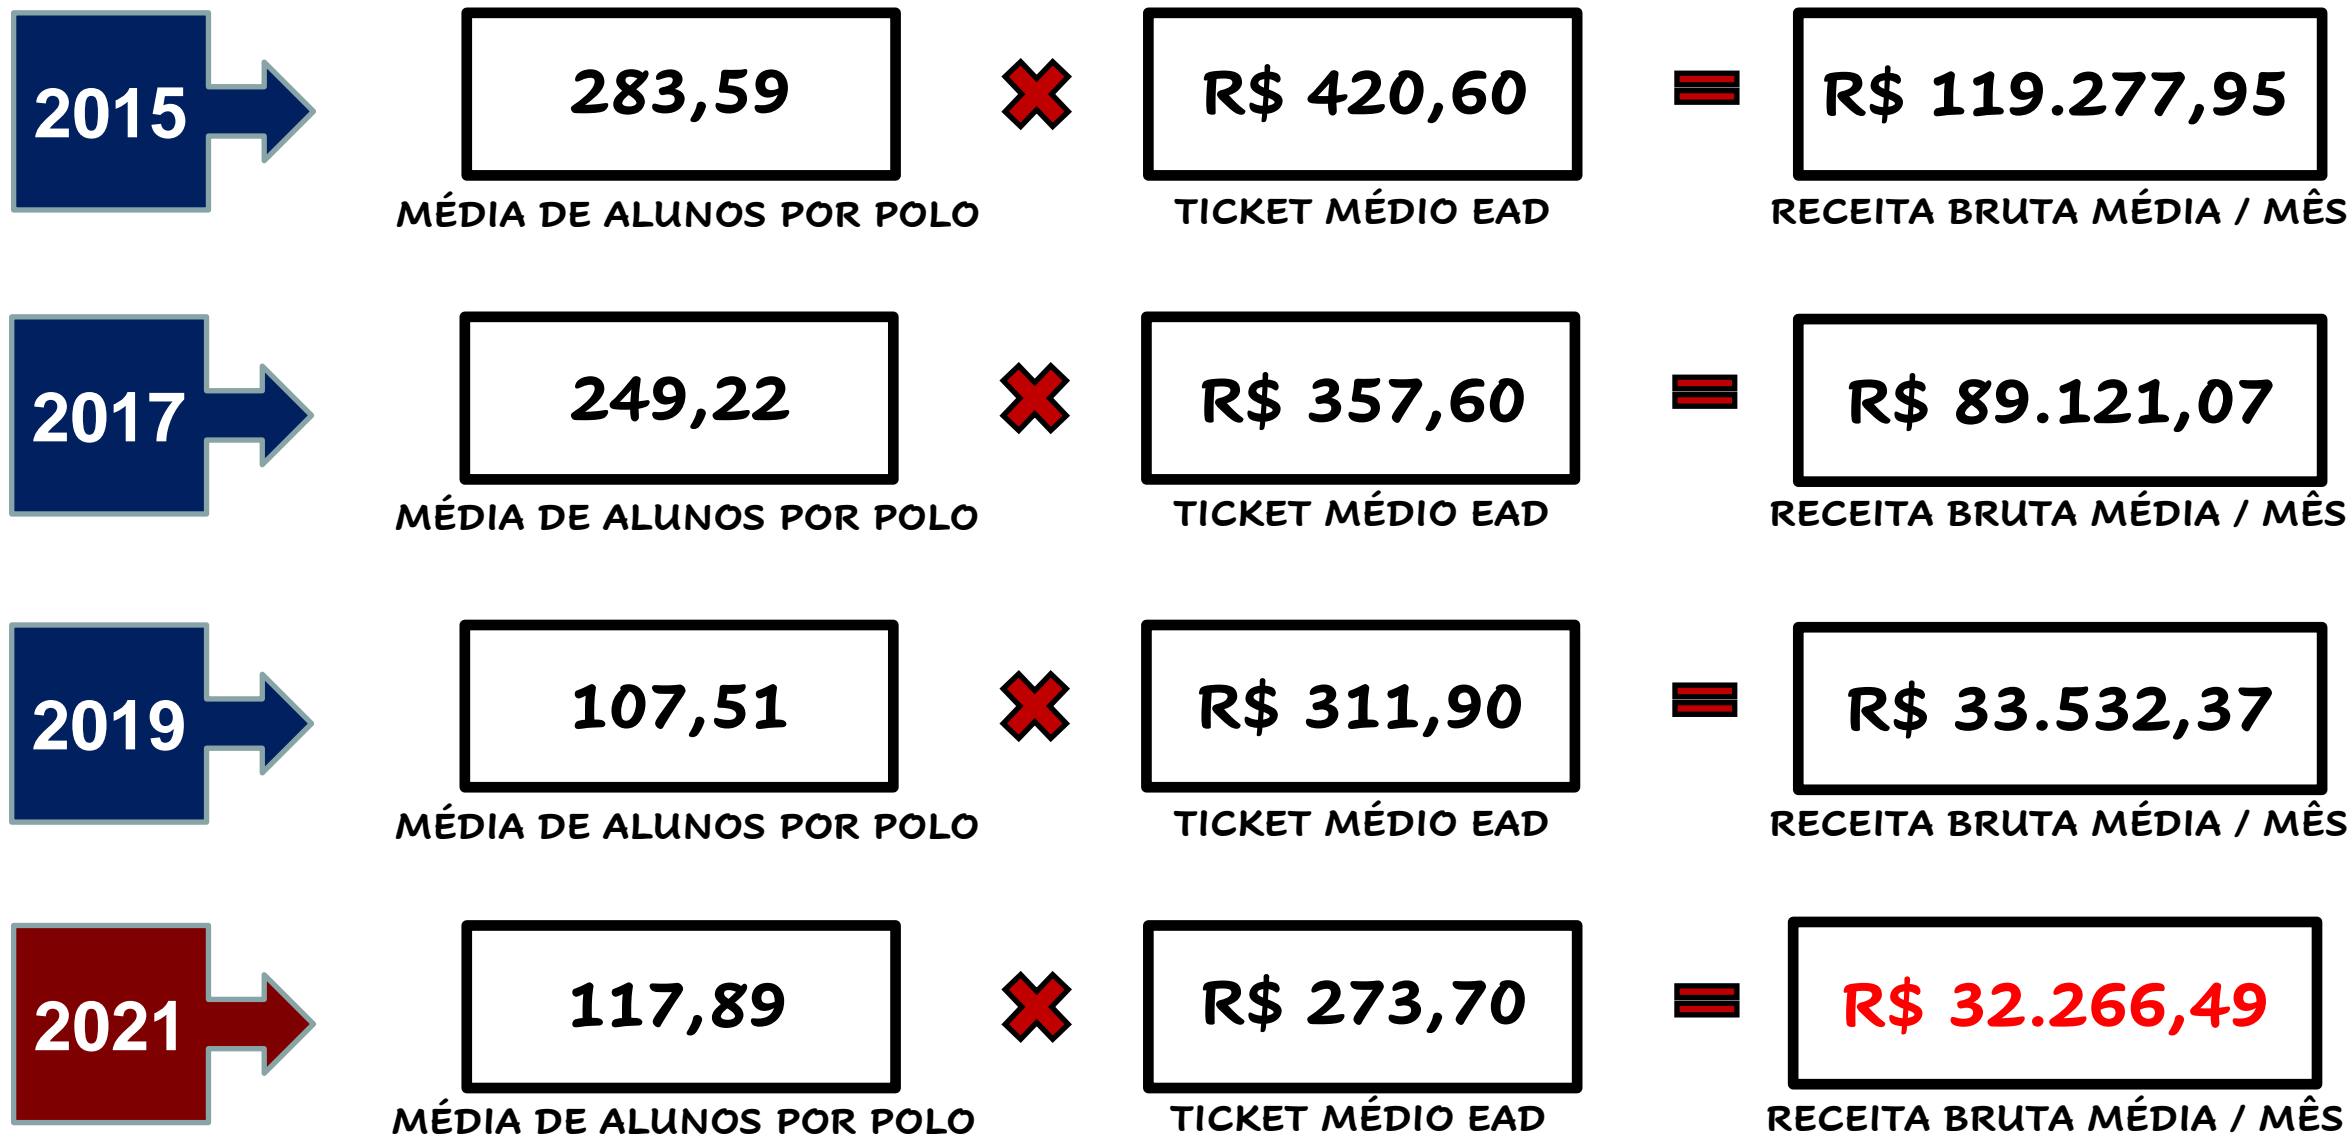 2015
283,59
R$ 420,60
R$ 119.277,95
MÉDIA DE ALUNOS POR POLO
TICKET MÉDIO EAD
RECEITA BRUTA MÉDIA / MÊS
2017
249,22
R$ 357,60
R$ 89.121,07
MÉDIA DE ALUNOS POR POLO
TICKET MÉDIO EAD
RECEITA BRUTA MÉDIA / MÊS
2019
107,51
R$ 311,90
R$ 33.532,37
MÉDIA DE ALUNOS POR POLO
TICKET MÉDIO EAD
RECEITA BRUTA MÉDIA / MÊS
2021
117,89
R$ 273,70
R$ 32.266,49
MÉDIA DE ALUNOS POR POLO
TICKET MÉDIO EAD
RECEITA BRUTA MÉDIA / MÊS